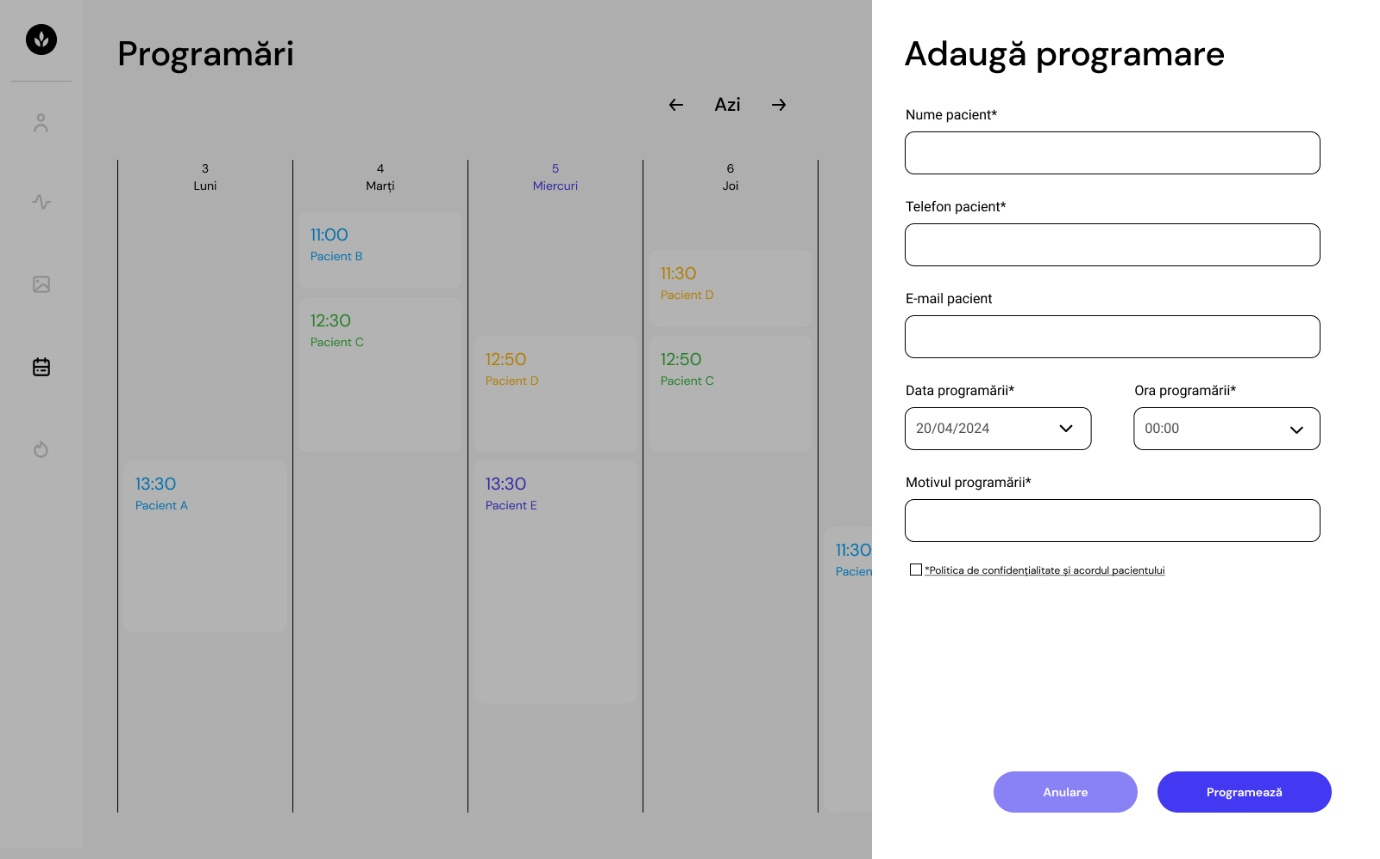 Programări
Azi
3
Luni
4
Marți
5
Miercuri
6
Joi
13:30
Pacient A
11:00
Pacient B
12:30
Pacient C
12:50
Pacient D
13:30
Pacient E
11:30
Pacient D
12:50
Pacient C
11:30
Pacien
Adaugă programare
Nume pacient*
Telefon pacient*
E-mail pacient
Data programării*
Ora programării*
20/04/2024
00:00
Motivul programării*
*Politica de confidențialitate și acordul pacientului
Anulare
Programează